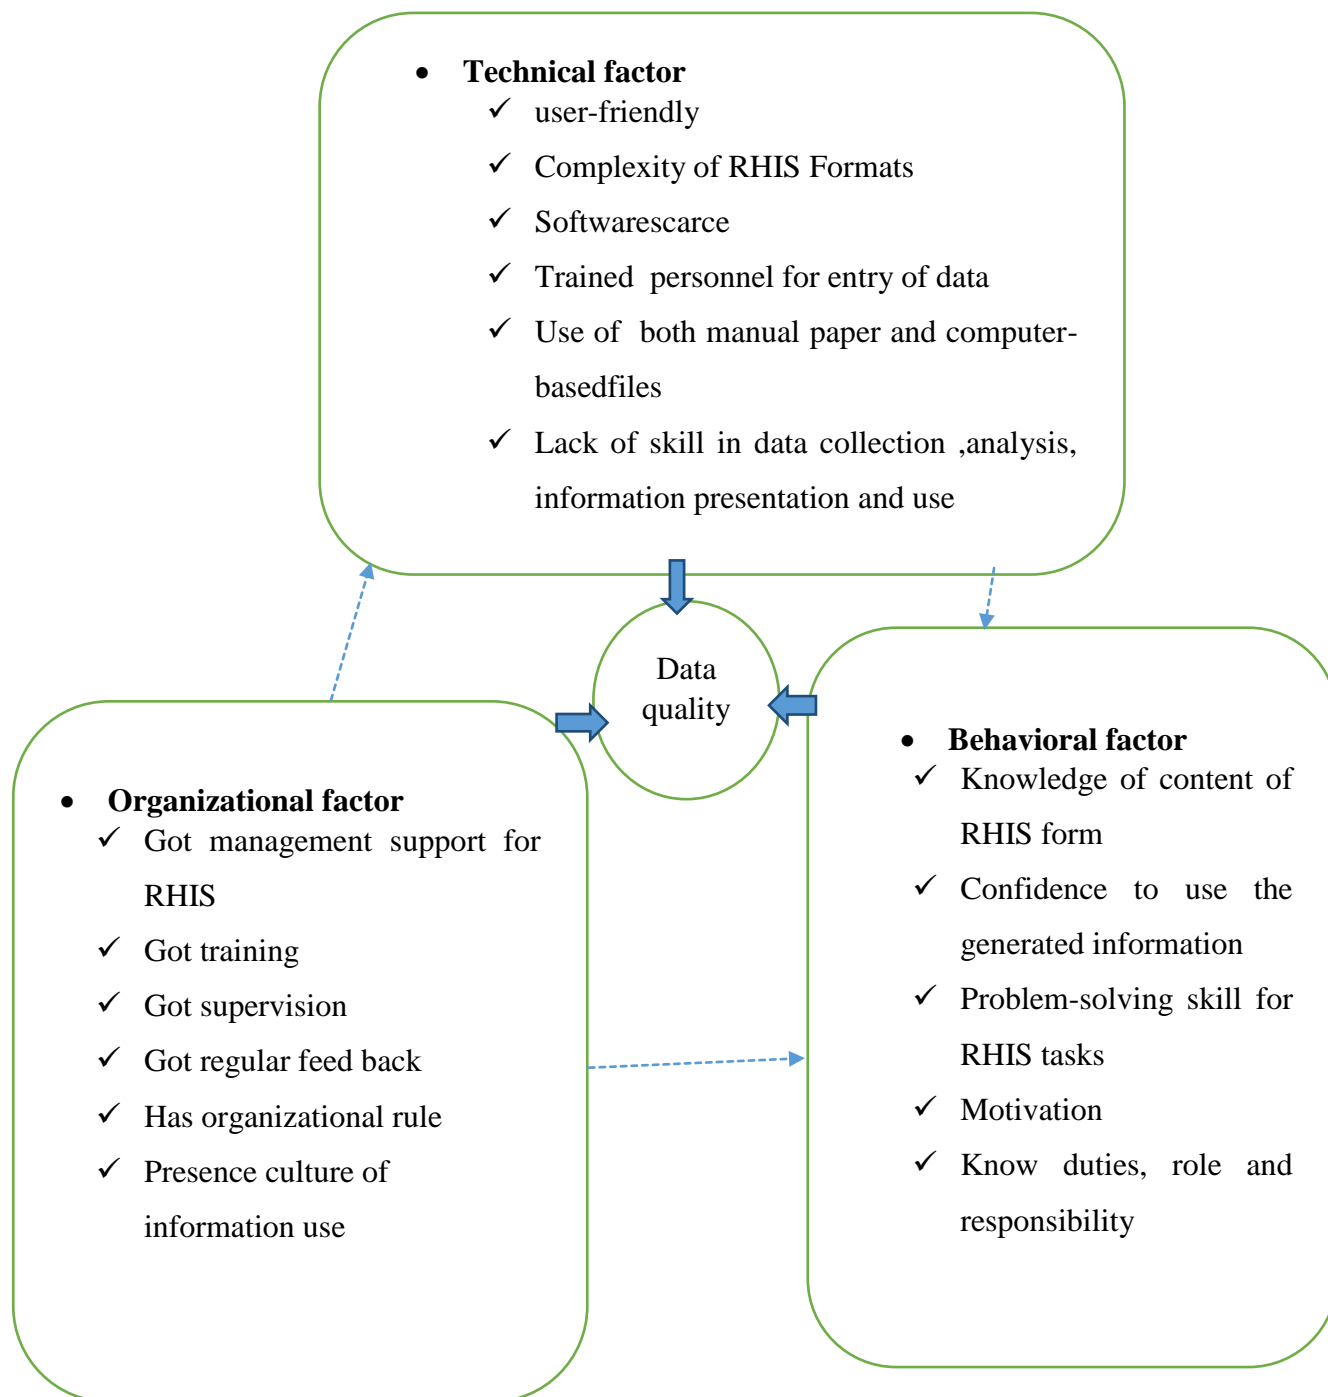 • Technical factor
✓ user-friendly
✓ Complexity of RHIS Formats
✓ Softwarescarce
✓ Trained personnel for entry of data
✓ Use of both manual paper and computer-
basedfiles
✓ Lack of skill in data collection ,analysis,
information presentation and use
Data
quality
• Organizational factor
✓ Got management support for
RHIS
✓ Got training
✓ Got supervision
✓ Got regular feed back
✓ Has organizational rule
✓ Presence culture of
information use
• Behavioral factor
✓ Knowledge of content of
RHIS form
✓ Confidence to use the
generated information
✓ Problem-solving skill for
RHIS tasks
✓ Motivation
✓ Know duties, role and
responsibility